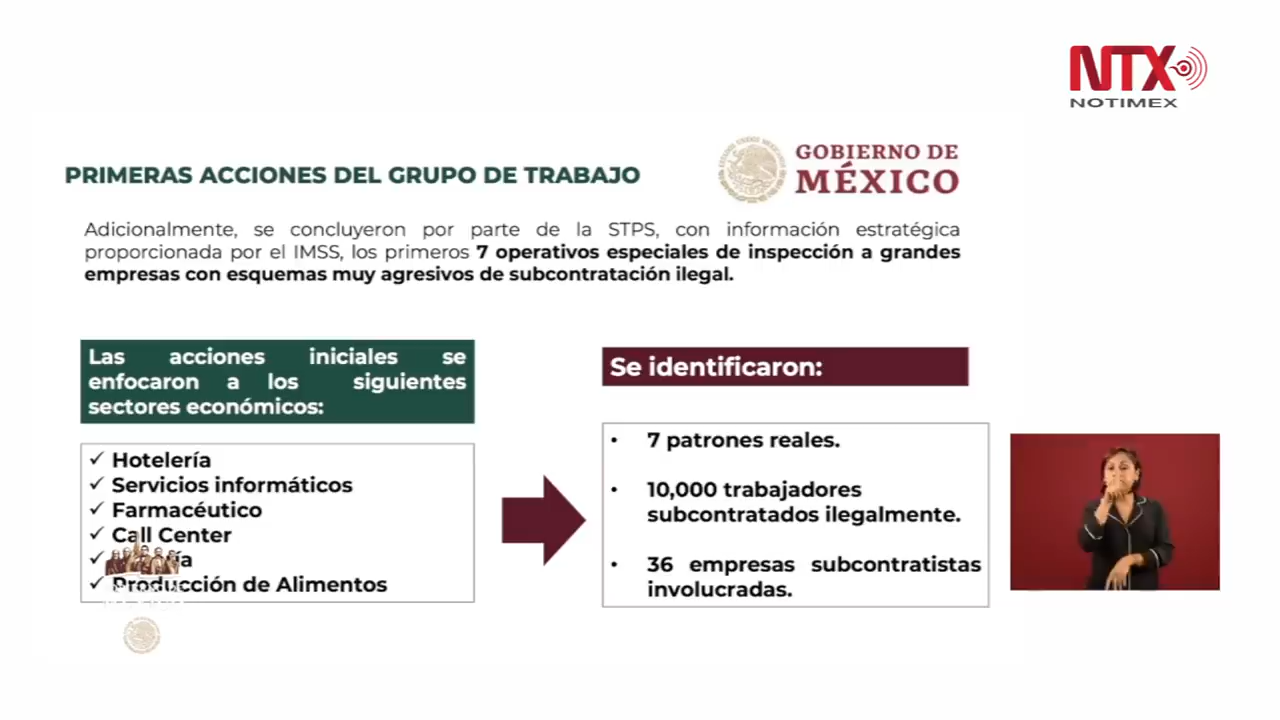 NTX
NOTIMEX
PRIMERAS ACCIONES DEL GRUPO DE TRABAJO
GOBIERNO DE
MÉXICO
Adicionalmente, se concluyeron por parte de la STPS, con información estratégica
proporcionada por el IMSS, los primeros 7 operativos especiales de inspección a grandes
empresas con esquemas muy agresivos de subcontratación ilegal.
Las acciones iniciales se
enfocaron a los siguientes
sectores económicos:
✓ Hotelería
✓ Servicios informáticos
✓ Farmacéutico
✓ Call Center
✓
✓ Producción de Alimentos
Se identificaron:
• 7 patrones reales.
• 10,000 trabajadores
subcontratados ilegalmente.
• 36 empresas subcontratistas
involucradas.